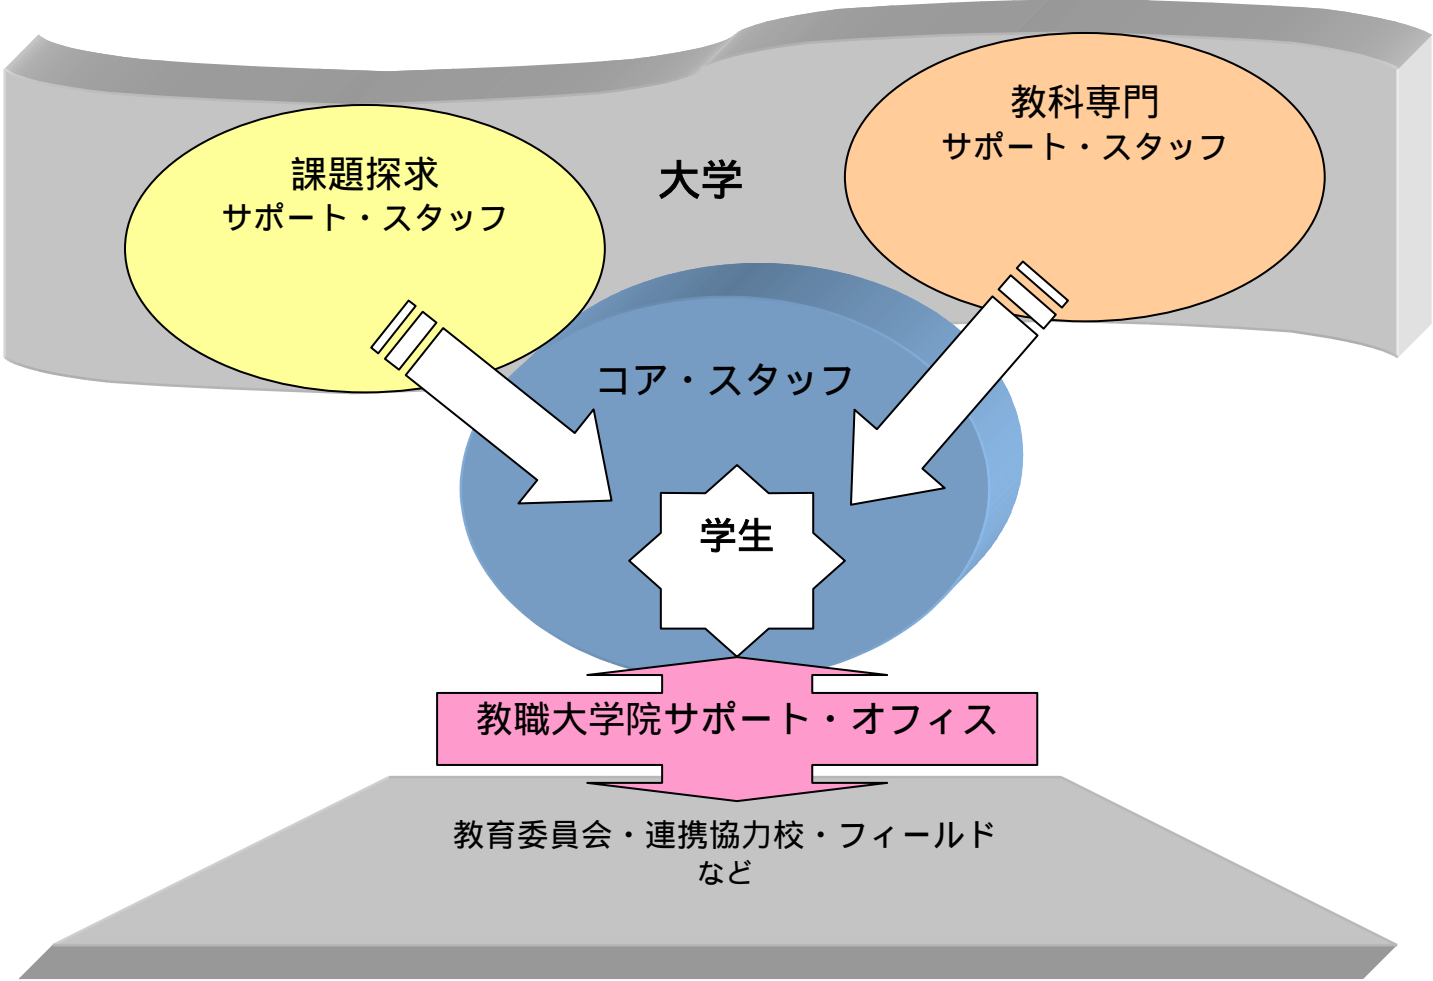 教科専門
サポート・スタッフ
課題探求
サポート・スタッフ
大学
コア・スタッフ
学生
教職大学院サポート・オフィス
教育委員会・連携協力校・フィールド
など